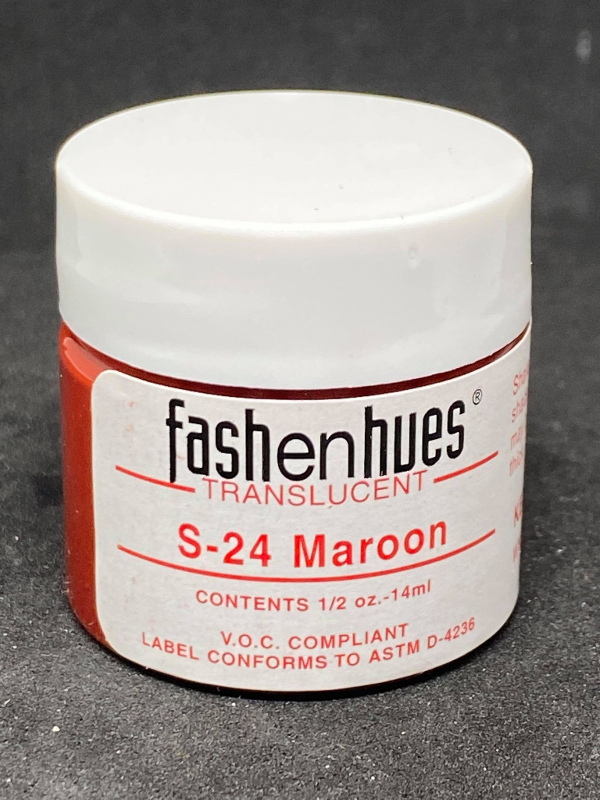 fashenhues®
TRANSLUCENT
S-24 Maroon
CONTENTS 1/2 oz.-14ml
V.O.C. COMPLIANT
LABEL CONFORMS TO ASTM D-4236